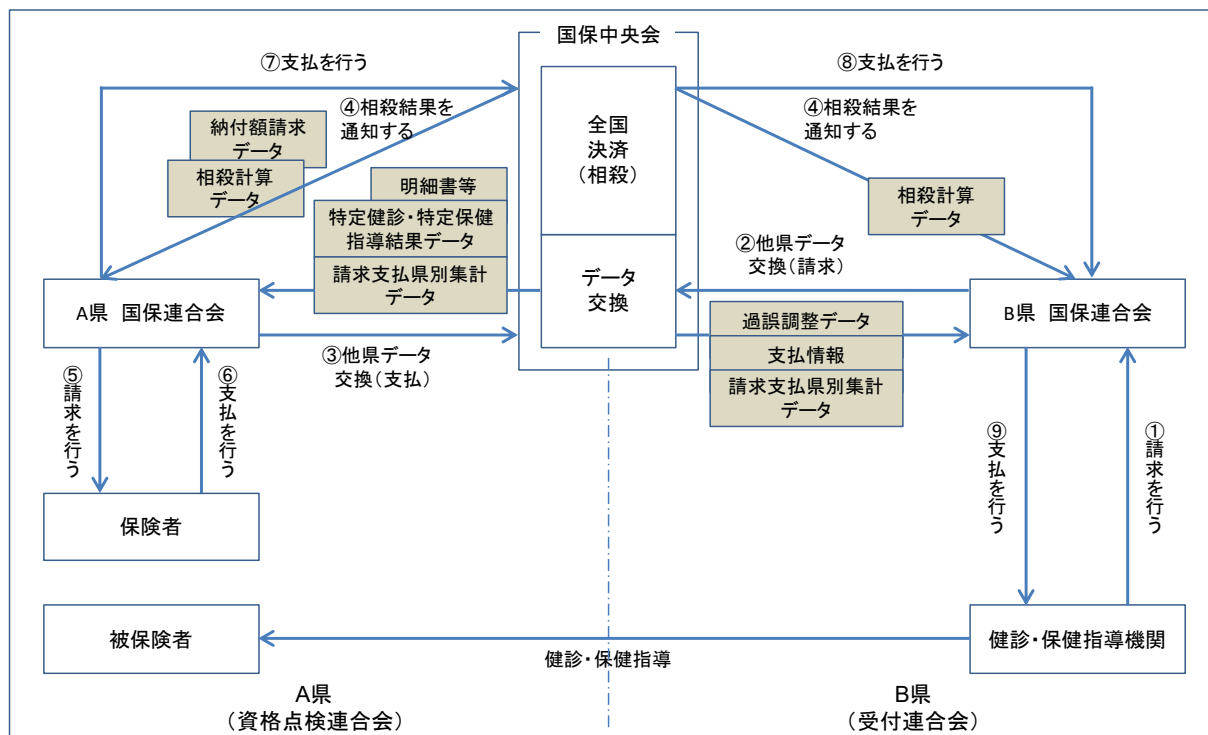 国保中央会
⑦支払を行う
⑧支払を行う
④相殺結果を
通知する
④相殺結果を
通知する
納付額請求
データ
相殺計算
データ
全国
決済
(相殺)
明細書等
特定健診・特定保健
指導結果データ
請求支払県別集計
データ
相殺計算
データ
②他県データ
交換(請求)
データ
交換
A県 国保連合会
B県 国保連合会
③他県データ
交換(支払)
過誤調整データ
支払情報
請求支払県別集計
データ
⑤請求を行う
⑥支払を行う
⑨支払を行う
①請求を行う
保険者
被保険者
健診・保健指導機関
健診・保健指導
A県
(資格点検連合会)
B県
(受付連合会)